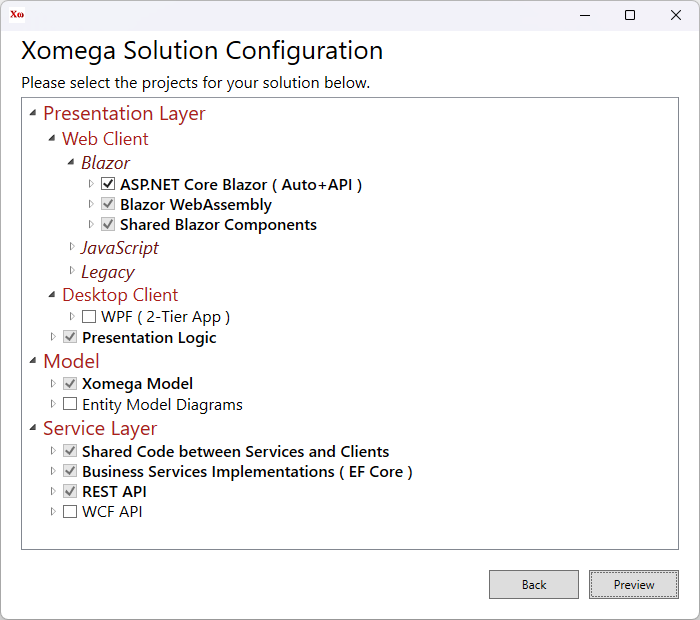 Xω
Xomega Solution Configuration
Please select the projects for your solution below.
Presentation Layer
Web Client
Blazor
ASP.NET Core Blazor ( Auto+API )
Blazor WebAssembly
Shared Blazor Components
JavaScript
Legacy
Desktop Client
WPF ( 2-Tier App )
Presentation Logic
Model
Xomega Model
Entity Model Diagrams
Service Layer
Shared Code between Services and Clients
Business Services Implementations ( EF Core )
REST API
WCF API
Back Preview